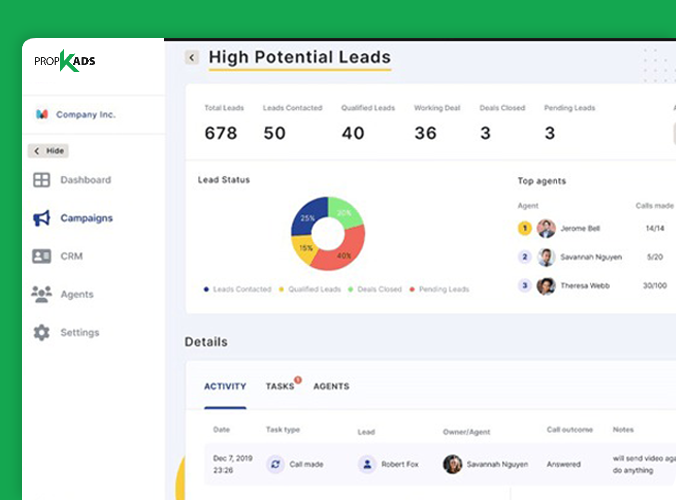 PROPKADS
High Potential Leads
Company Inc.
Hide
Dashboard
Campaigns
CRM
Agents
Settings
Total Leads Leads Contacted Qualified Leads Working Deal Deals Closed Pending Leads
678 50 40 36 3 3
Lead Status
25% 20%
15% 40%
Leads Contacted Qualified Leads Deals Closed Pending Leads
Top agents
Agent Calls made
1 Jerome Bell 14/14
2 Savannah Nguyen 5/20
3 Theresa Webb 30/100
Details
ACTIVITY TASKS 1 AGENTS
Date Task type Lead Owner/Agent Call outcome Notes
Dec 7, 2019 will send video aga
23:26 Call made Robert Fox Savannah Nguyen Answered do anything